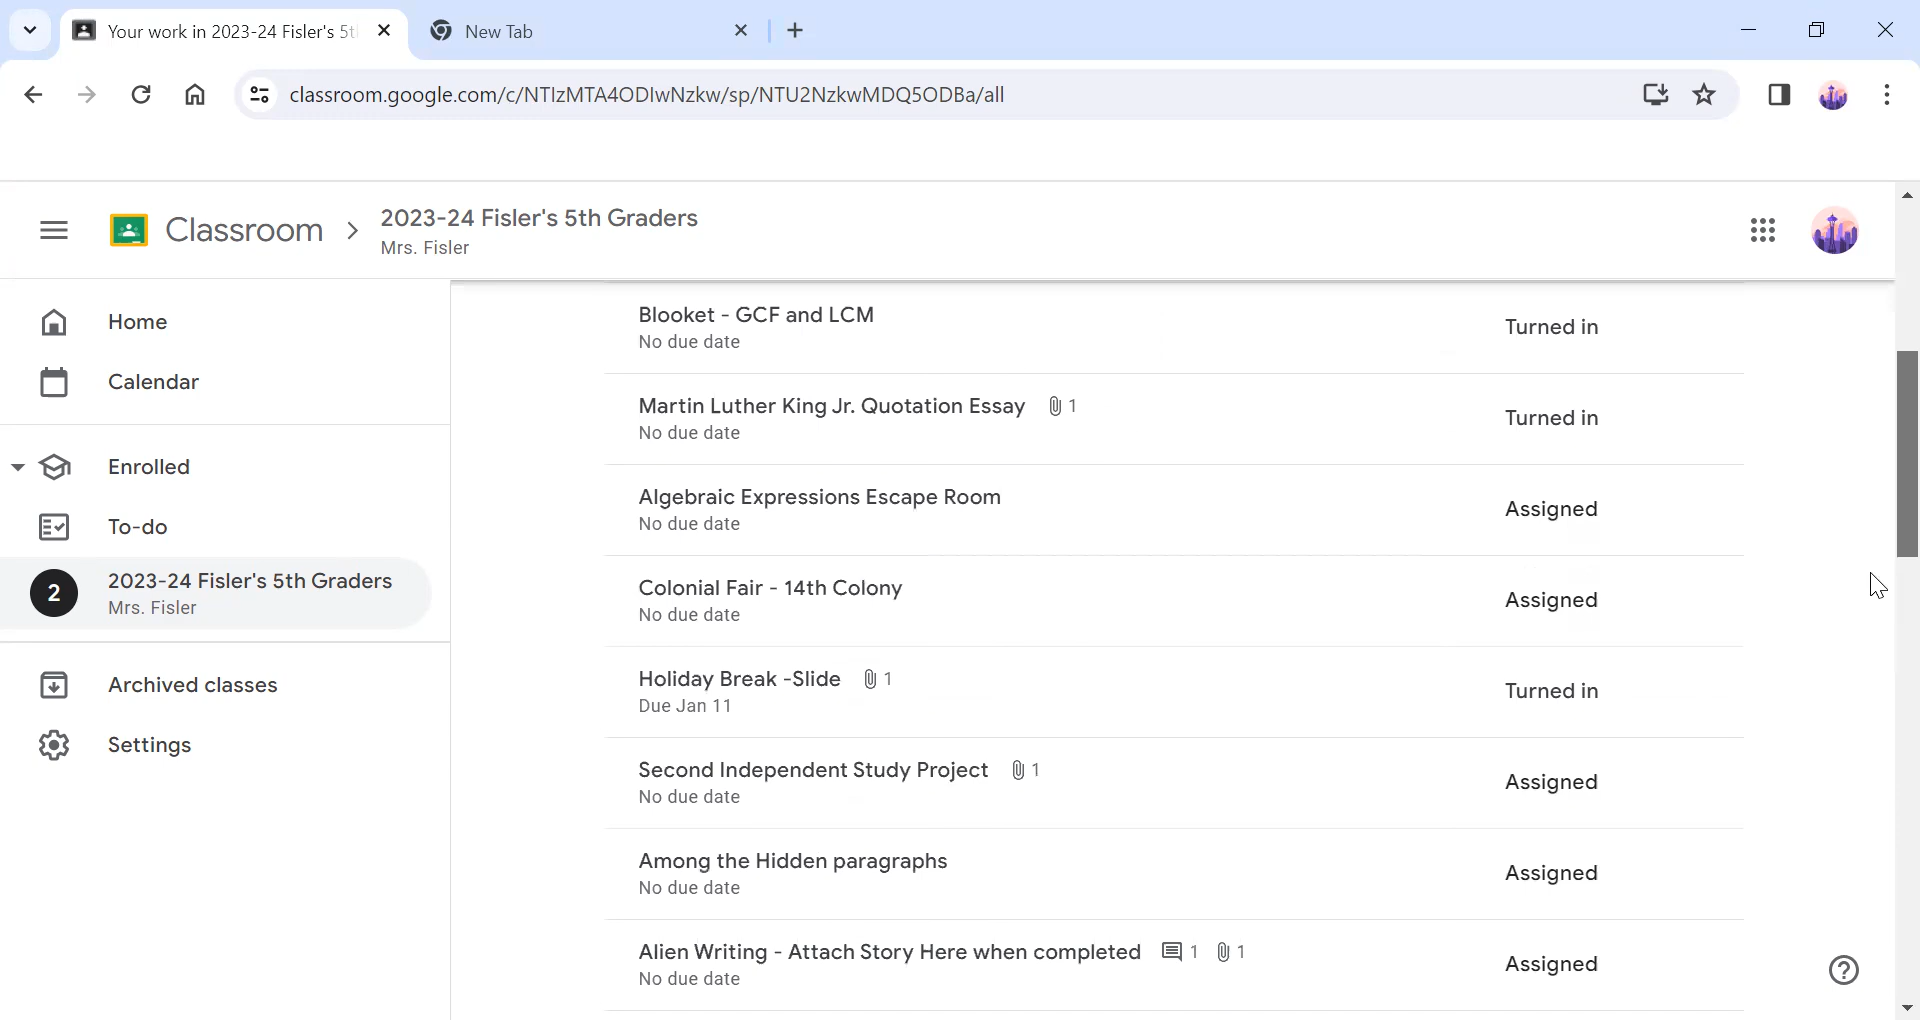 Your work in 2023-24 Fisler's 5t
New Tab
classroom.google.com/c/NTIzMTA4ODIwNzkw/sp/NTU2NzkwMDQ5ODBa/all
Classroom
2023-24 Fisler's 5th Graders
Mrs. Fisler
Home
Calendar
Enrolled
To-do
2
2023-24 Fisler's 5th Graders
Mrs. Fisler
Archived classes
Settings
Blooket - GCF and LCM
No due date
Turned in
Martin Luther King Jr. Quotation Essay 1
No due date
Turned in
Algebraic Expressions Escape Room
No due date
Assigned
Colonial Fair - 14th Colony
No due date
Assigned
Holiday Break -Slide 1
Due Jan 11
Turned in
Second Independent Study Project 1
No due date
Assigned
Among the Hidden paragraphs
No due date
Assigned
Alien Writing - Attach Story Here when completed 1 1
No due date
Assigned